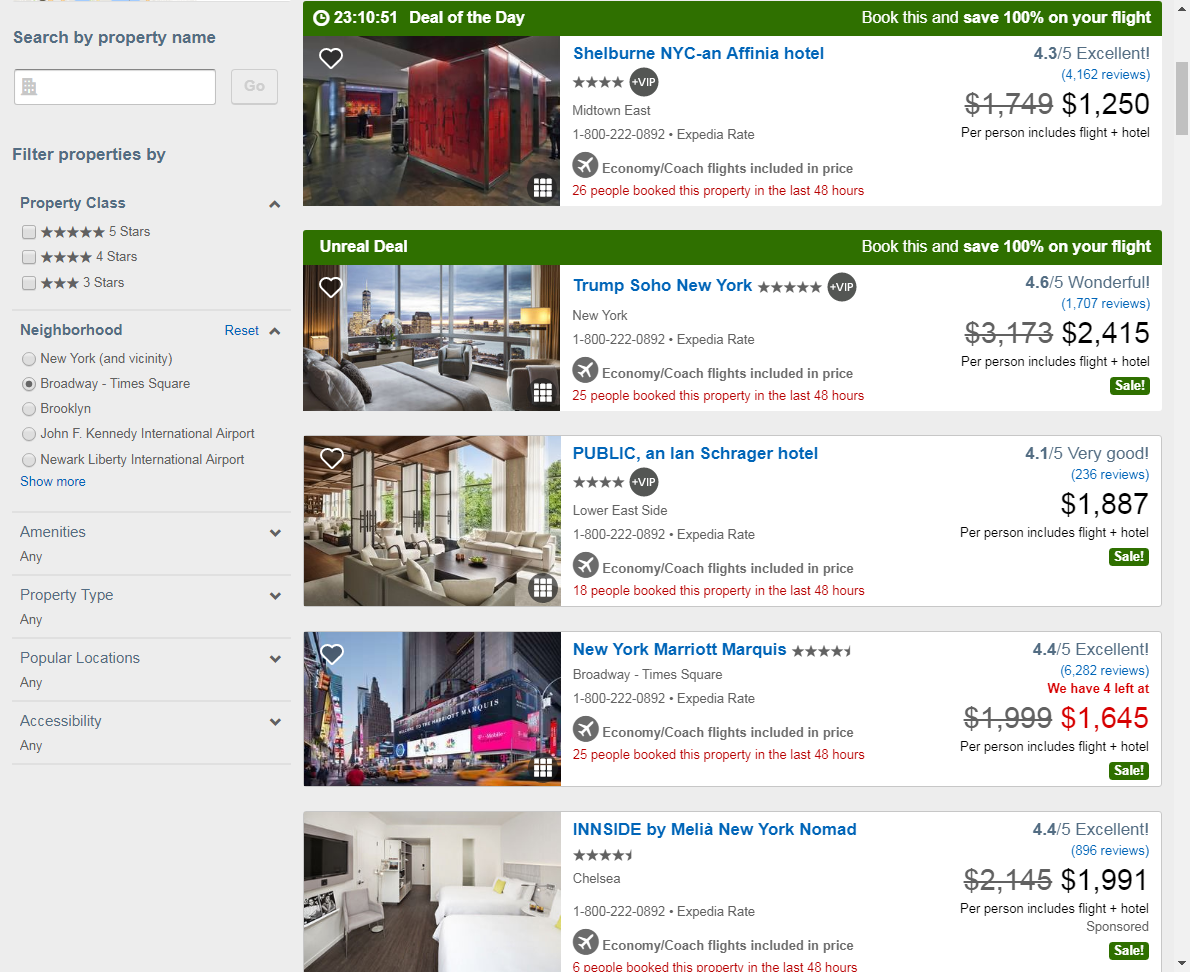 Search by property name
Go
Filter properties by
Property Class
5 Stars
4 Stars
3 Stars
Neighborhood Reset
New York (and vicinity)
Broadway - Times Square
Brooklyn
John F. Kennedy International Airport
Newark Liberty International Airport
Show more
Amenities
Any
Property Type
Any
Popular Locations
Any
Accessibility
Any
23:10:51 Deal of the Day Book this and save 100% on your flight
Shelburne NYC-an Affinia hotel
+VIP
Midtown East
1-800-222-0892 • Expedia Rate
Economy/Coach flights included in price
26 people booked this property in the last 48 hours
4.3/5 Excellent!
(4,162 reviews)
$1,749 $1,250
Per person includes flight + hotel
Unreal Deal Book this and save 100% on your flight
Trump Soho New York +VIP
New York
1-800-222-0892 • Expedia Rate
Economy/Coach flights included in price
25 people booked this property in the last 48 hours
4.6/5 Wonderful!
(1,707 reviews)
$3,173 $2,415
Per person includes flight + hotel
Sale!
PUBLIC, an Ian Schrager hotel
+VIP
Lower East Side
1-800-222-0892 • Expedia Rate
Economy/Coach flights included in price
18 people booked this property in the last 48 hours
4.1/5 Very good!
(236 reviews)
$1,887
Per person includes flight + hotel
Sale!
WELCOME TO THE MARRIOTT MARQUIS
T-Mobile
New York Marriott Marquis
Broadway - Times Square
1-800-222-0892 • Expedia Rate
Economy/Coach flights included in price
25 people booked this property in the last 48 hours
4.4/5 Excellent!
(6,282 reviews)
We have 4 left at
$1,999 $1,645
Per person includes flight + hotel
Sale!
INNSIDE by Melià New York Nomad
Chelsea
1-800-222-0892 • Expedia Rate
Economy/Coach flights included in price
6 people booked this property in the last 48 hours
4.4/5 Excellent!
(896 reviews)
$2,145 $1,991
Per person includes flight + hotel
Sponsored
Sale!